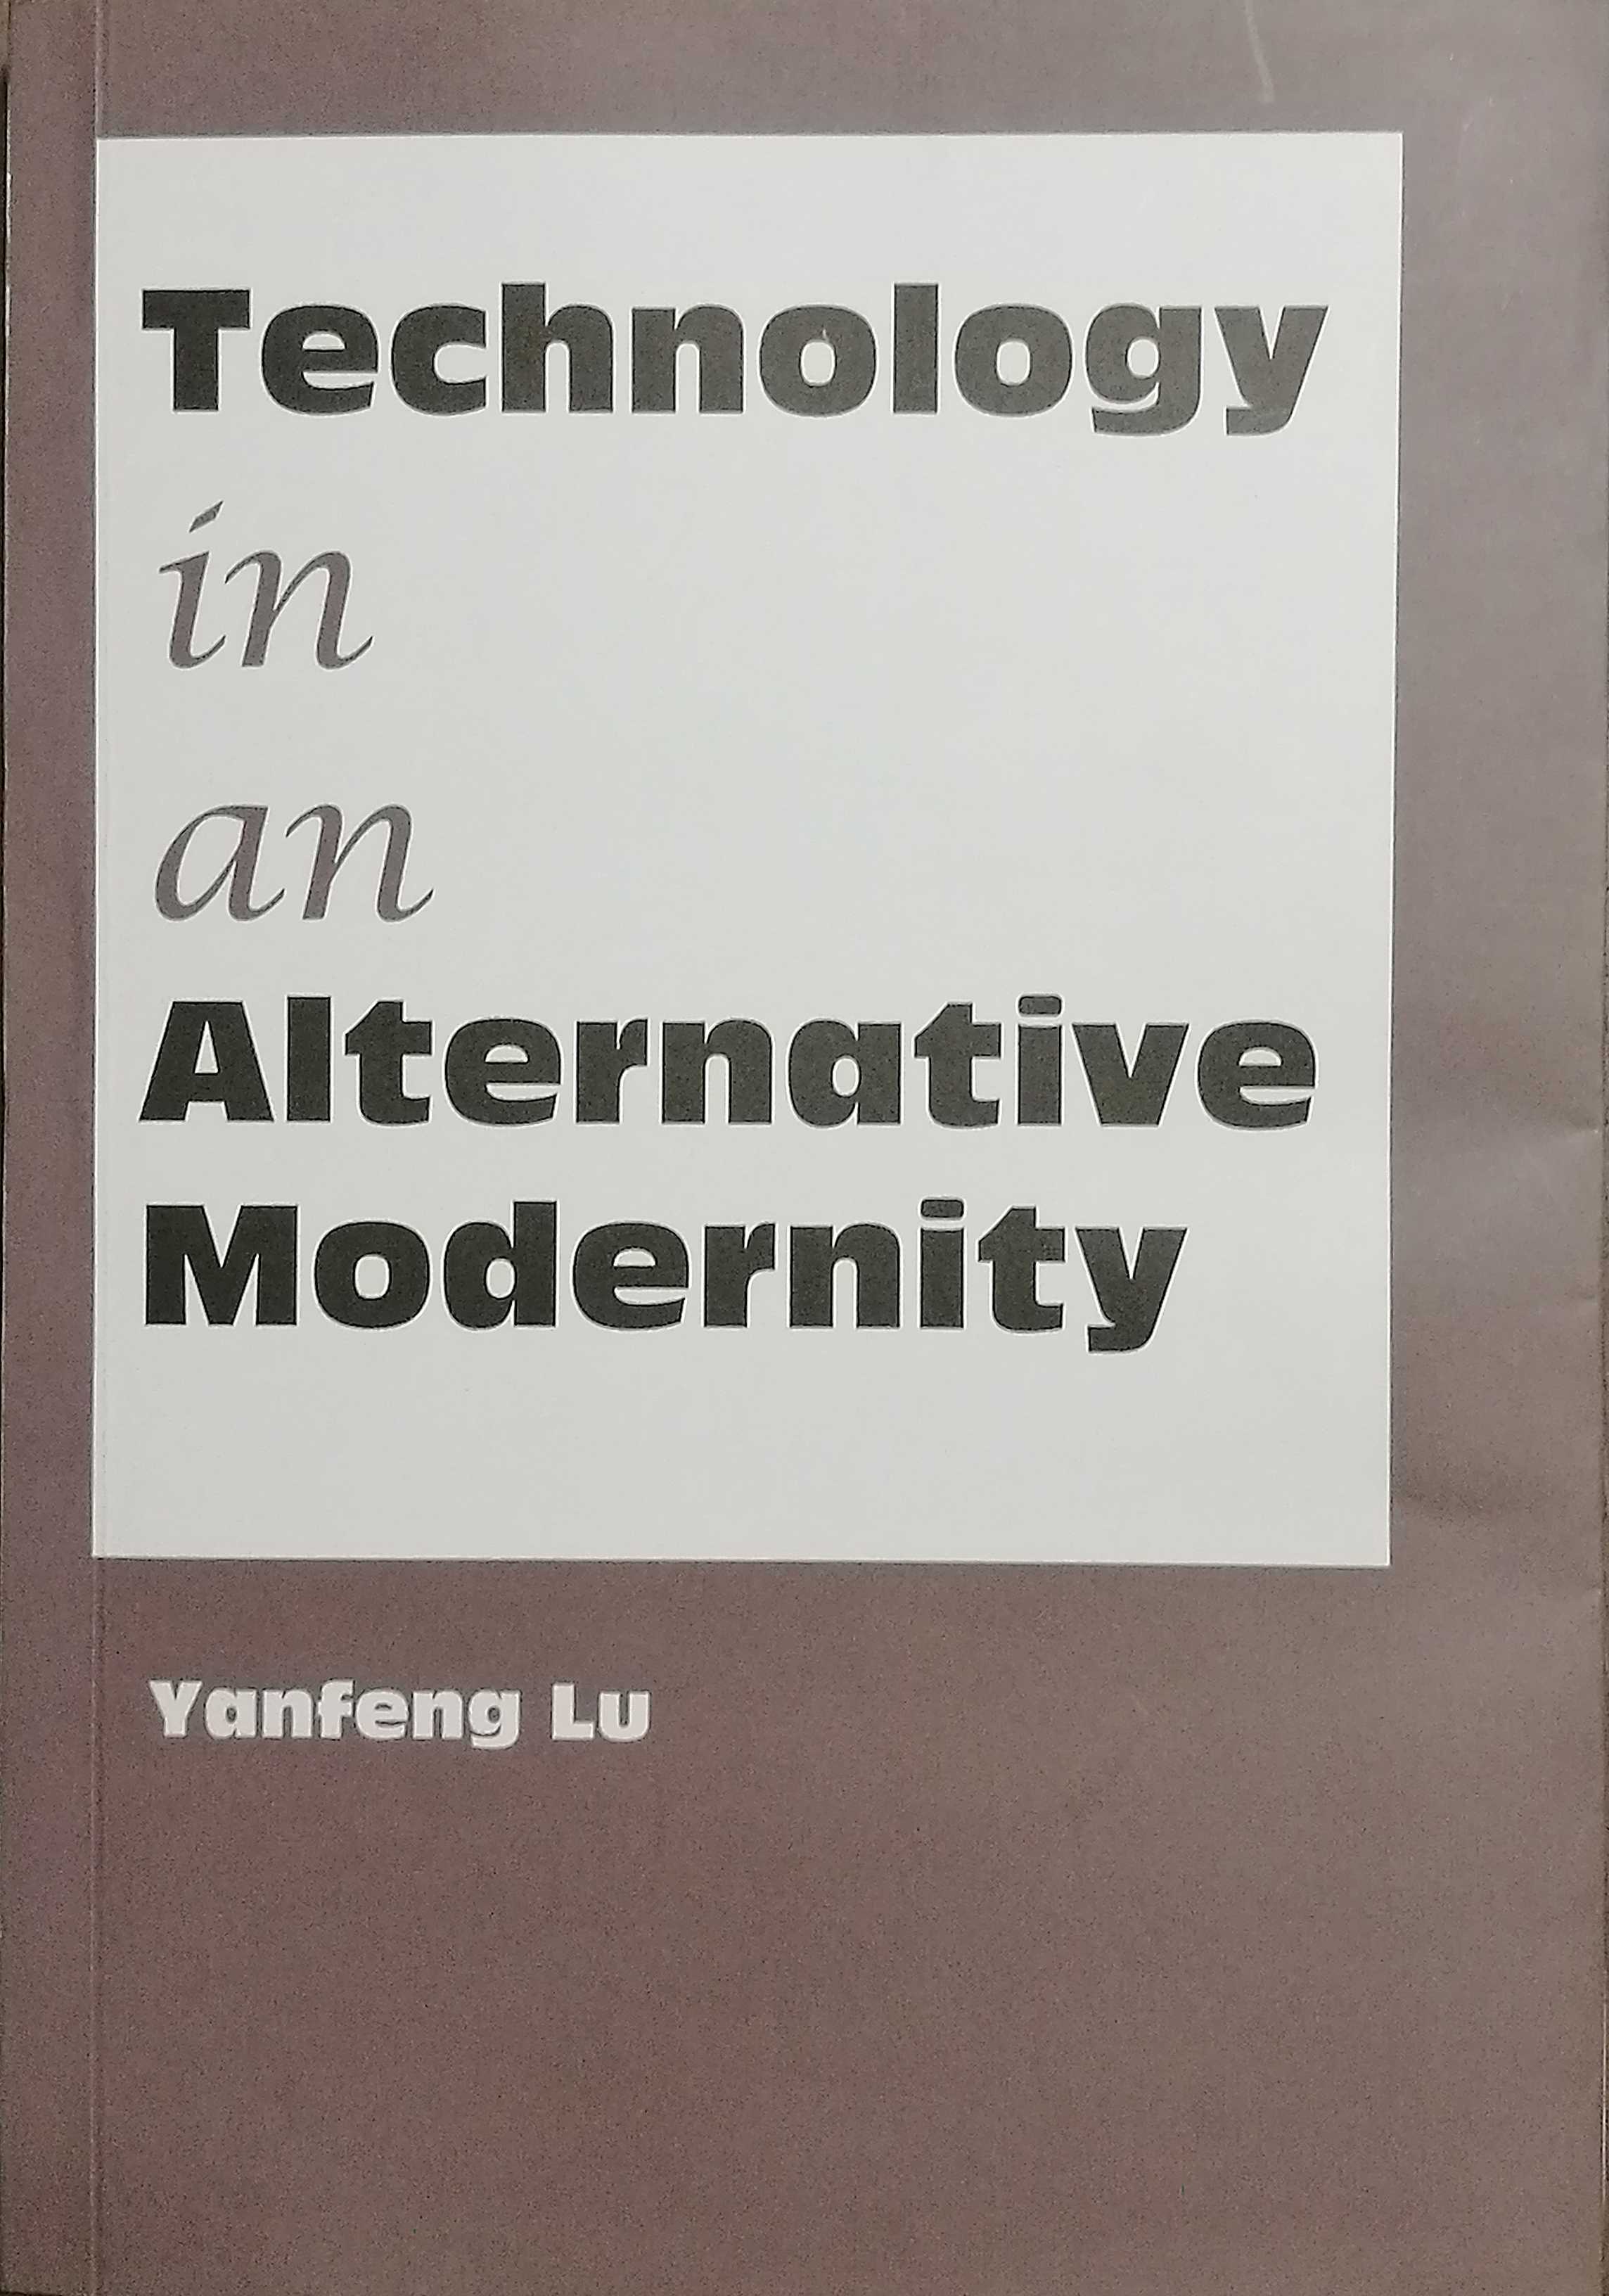 Technology
in
an
Alternative
Modernity
Yanfeng Lu